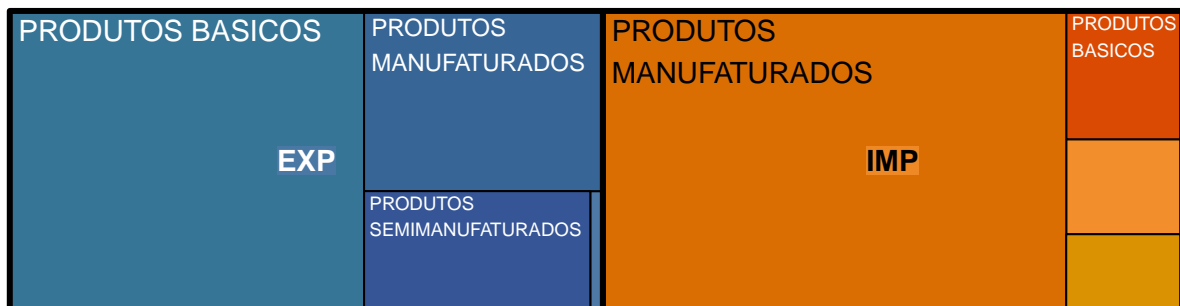 PRODUTOS BASICOS
PRODUTOS
MANUFATURADOS
EXP
PRODUTOS
SEMIMANUFATURADOS
PRODUTOS
MANUFATURADOS
IMP
PRODUTOS
BASICOS